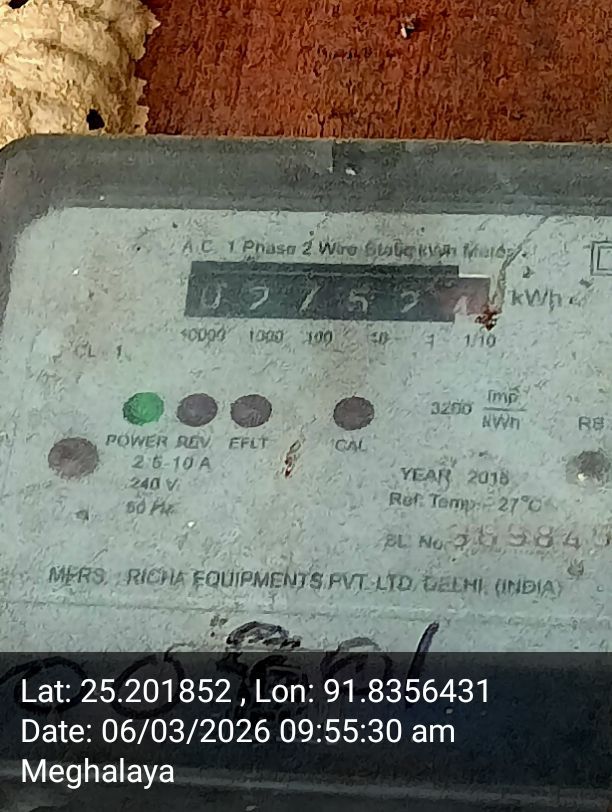 A.C. 1 Phase 2 Wire Static kWh Meter
kWh
10000 1000 100 10 1 1/10
CL. 1
3200 imp/kWh
POWER REV EFLT CAL
2.5-10 A
240 V
50 Hz
YEAR 2018
Ref. Temp - 27°C
SL. No.
MFRS. RICHA EQUIPMENTS PVT. LTD. DELHI, (INDIA)
Lat: 25.201852 , Lon: 91.8356431
Date: 06/03/2026 09:55:30 am
Meghalaya